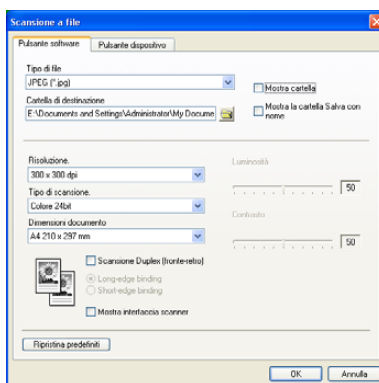 Scansione a file
Pulsante software
Pulsante dispositivo
Tipo di file
JPEG (*.jpg)
Mostra cartella
Cartella di destinazione
E:\Documents and Settings\Administrator\My Docume
Mostra la cartella Salva con
nome
Risoluzione.
300 x 300 dpi
Luminosità
50
Tipo di scansione.
Colore 24bit
Contrasto
50
Dimensioni documento
A4 210 x 297 mm
Scansione Duplex (fronte-retro)
Long-edge binding
Short-edge binding
Mostra interfaccia scanner
Ripristina predefiniti
OK
Annulla